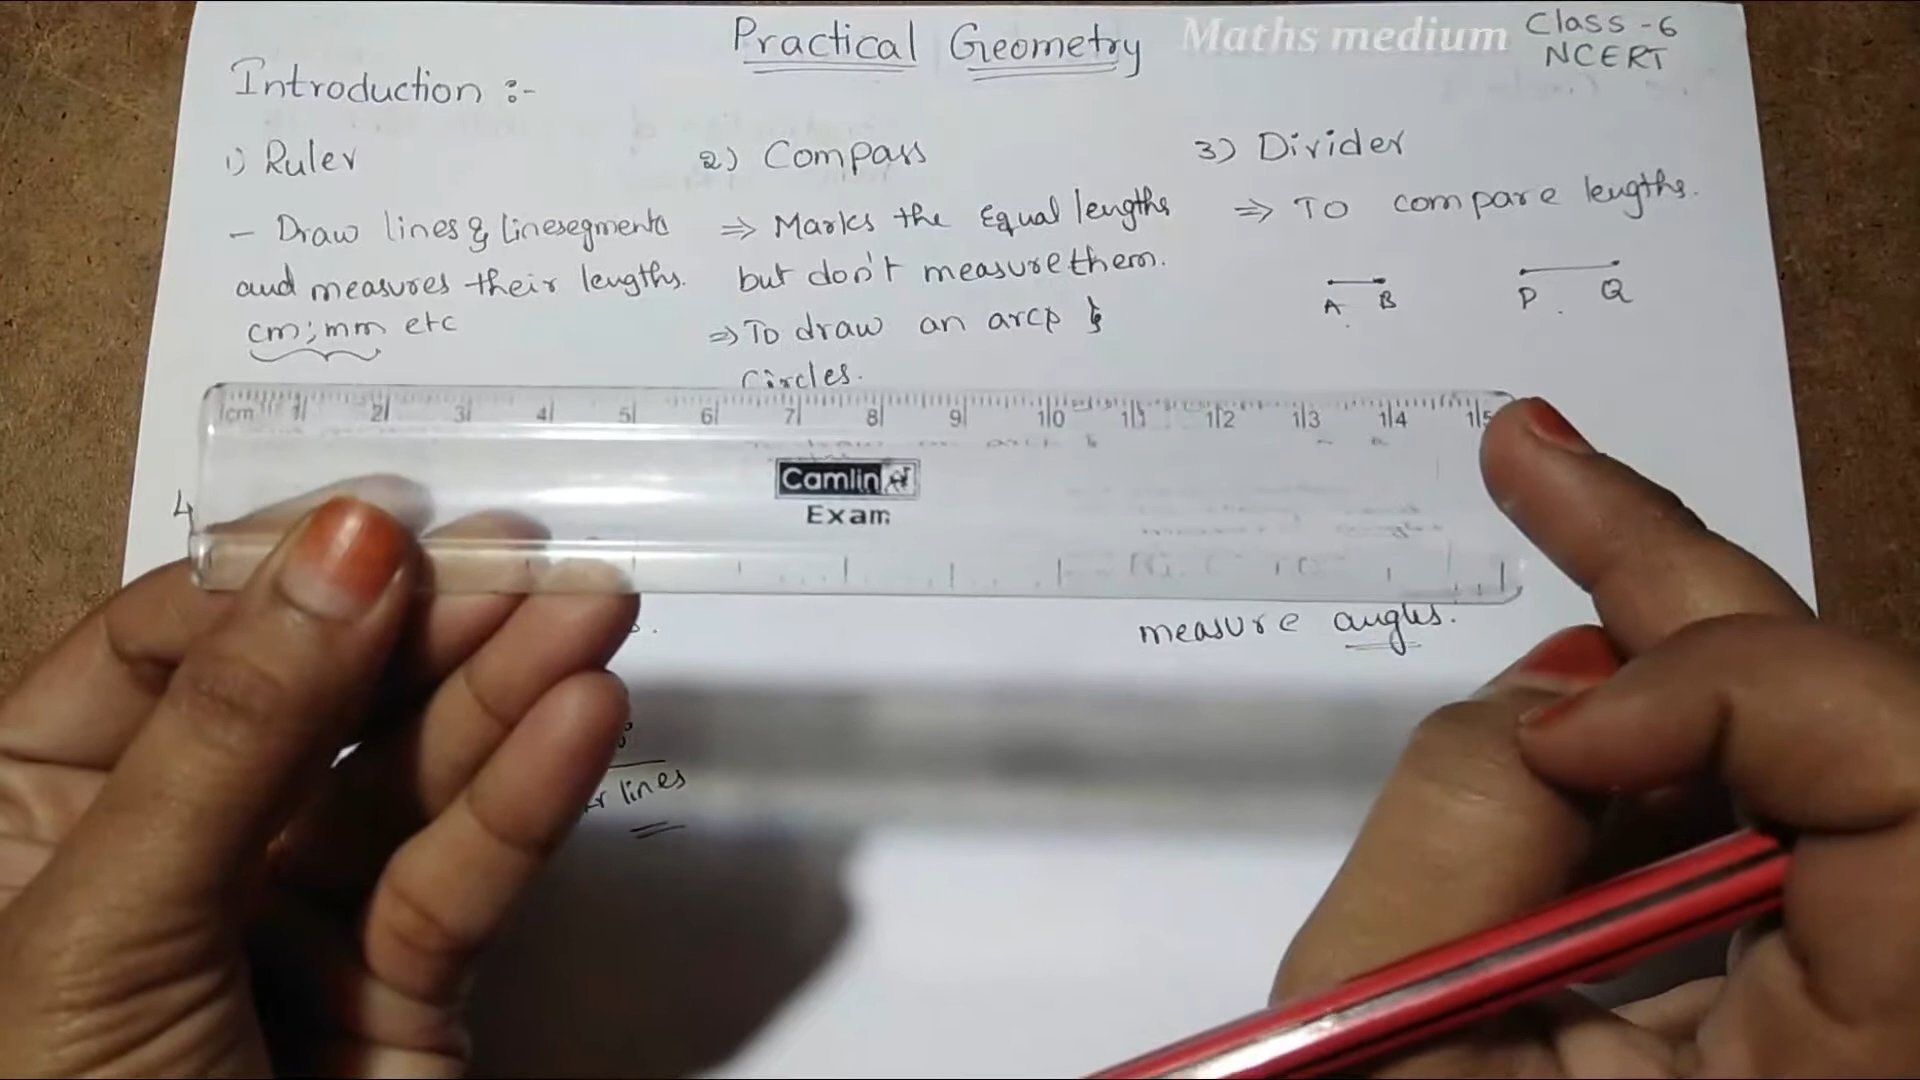 Practical Geometry
Maths medium
Class - 6
NCERT
Introduction :-
1) Ruler
- Draw lines & linesegments
and measures their lengths.
cm; mm etc
2) Compass
⇒ Marks the Equal lengths
but don't measure them.
⇒ To draw an arcs &
Circles.
3) Divider
⇒ To compare lengths.
A B P Q
cm 1 2 3 4 5 6 7 8 9 10 11 12 13 14 15
Camlin
Exam
4
measure angles.
lines